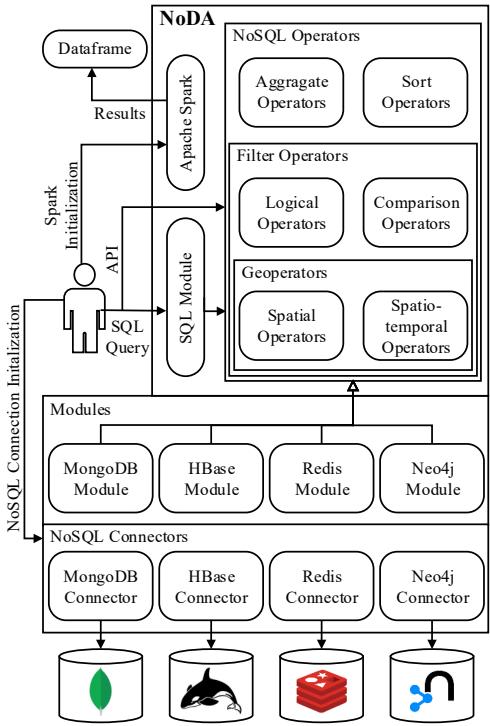 NoDA
Dataframe
Results
Apache Spark
Spark
Initialization
NoSQL Operators
Aggragate
Operators
Sort
Operators
Filter Operators
Logical
Operators
Comparison
Operators
Geoperators
Spatial
Operators
Spatio-
temporal
Operators
API
SQL
Query
SQL Module
NoSQL Connection Initalization
Modules
MongoDB
Module
HBase
Module
Redis
Module
Neo4j
Module
NoSQL Connectors
MongoDB
Connector
HBase
Connector
Redis
Connector
Neo4j
Connector